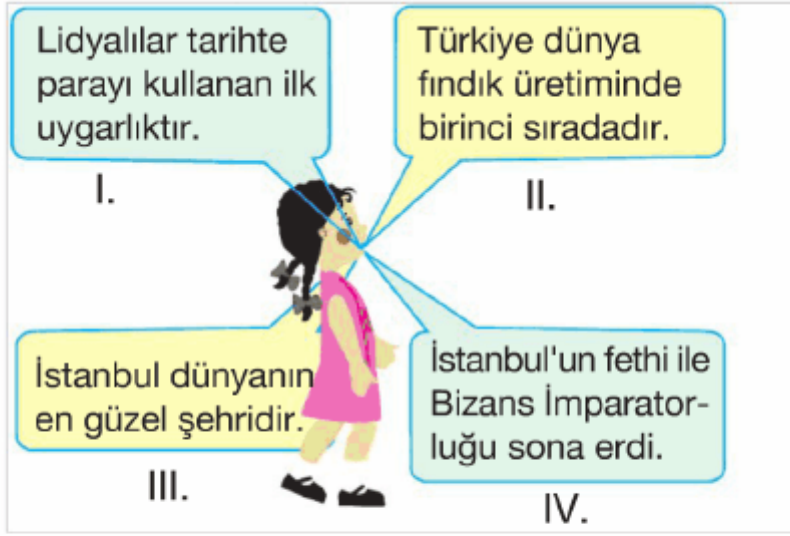 Lidyalılar tarihte
parayı kullanan ilk
uygarlıktır.
I.
Türkiye dünya
fındık üretiminde
birinci sıradadır.
II.
İstanbul dünyanın
en güzel şehridir.
III.
İstanbul'un fethi ile
Bizans İmparator-
luğu sona erdi.
IV.